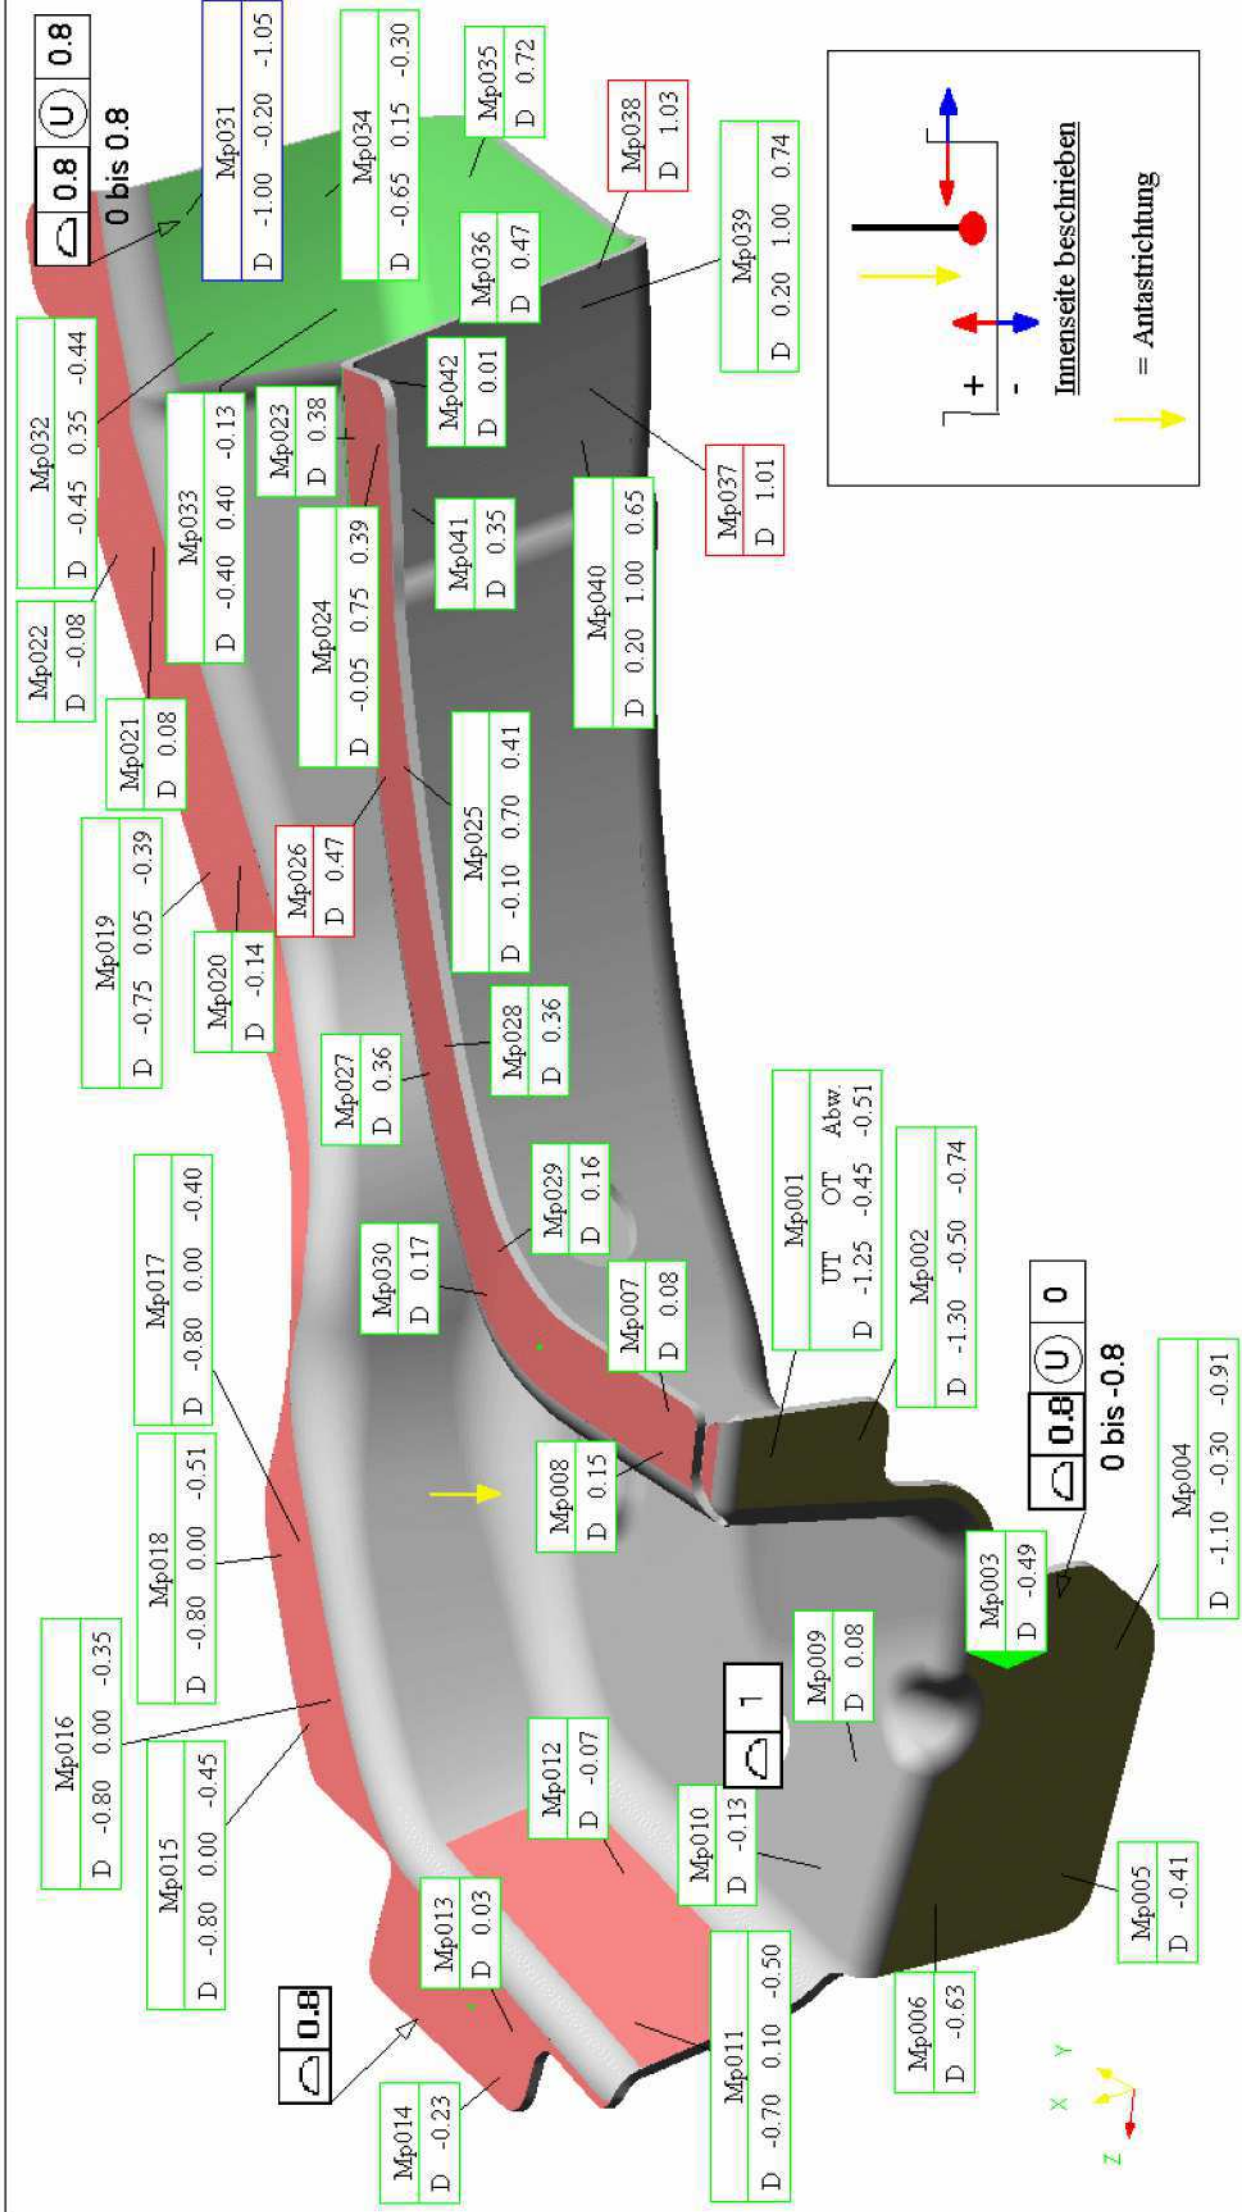 Mp014
D -0.23
0.8
Mp013
D 0.03
Mp011
D -0.70 0.10 -0.50
Mp006
D -0.63
Mp005
D -0.41
Mp015
D -0.80 0.00 -0.45
Mp016
D -0.80 0.00 -0.35
Mp018
D -0.80 0.00 -0.51
Mp017
D -0.80 0.00 -0.40
Mp012
D -0.07
Mp010
D -0.13
1
Mp009
D 0.08
Mp008
D 0.15
Mp007
D 0.08
Mp003
D -0.49
Mp004
D -1.10 -0.30 -0.91
0.8 U 0
0 bis -0.8
Mp002
D -1.30 -0.50 -0.74
Mp001
UT OT Abw.
D -1.25 -0.45 -0.51
Mp030
D 0.17
Mp029
D 0.16
Mp027
D 0.36
Mp028
D 0.36
Mp019
D -0.75 0.05 -0.39
Mp020
D -0.14
Mp026
D 0.47
Mp025
D -0.10 0.70 0.41
Mp021
D 0.08
Mp022
D -0.08
Mp032
D -0.45 0.35 -0.44
Mp033
D -0.40 0.40 -0.13
Mp024
D -0.05 0.75 0.39
Mp023
D 0.38
Mp041
D 0.35
Mp042
D 0.01
Mp040
D 0.20 1.00 0.65
Mp037
D 1.01
Mp036
D 0.47
Mp039
D 0.20 1.00 0.74
Mp038
D 1.03
Mp035
D 0.72
Mp034
D -0.65 0.15 -0.30
Mp031
D -1.00 -0.20 -1.05
0.8 U 0.8
0 bis 0.8
+
-
Innenseite beschrieben
= Antastrichtung
X
Y
Z